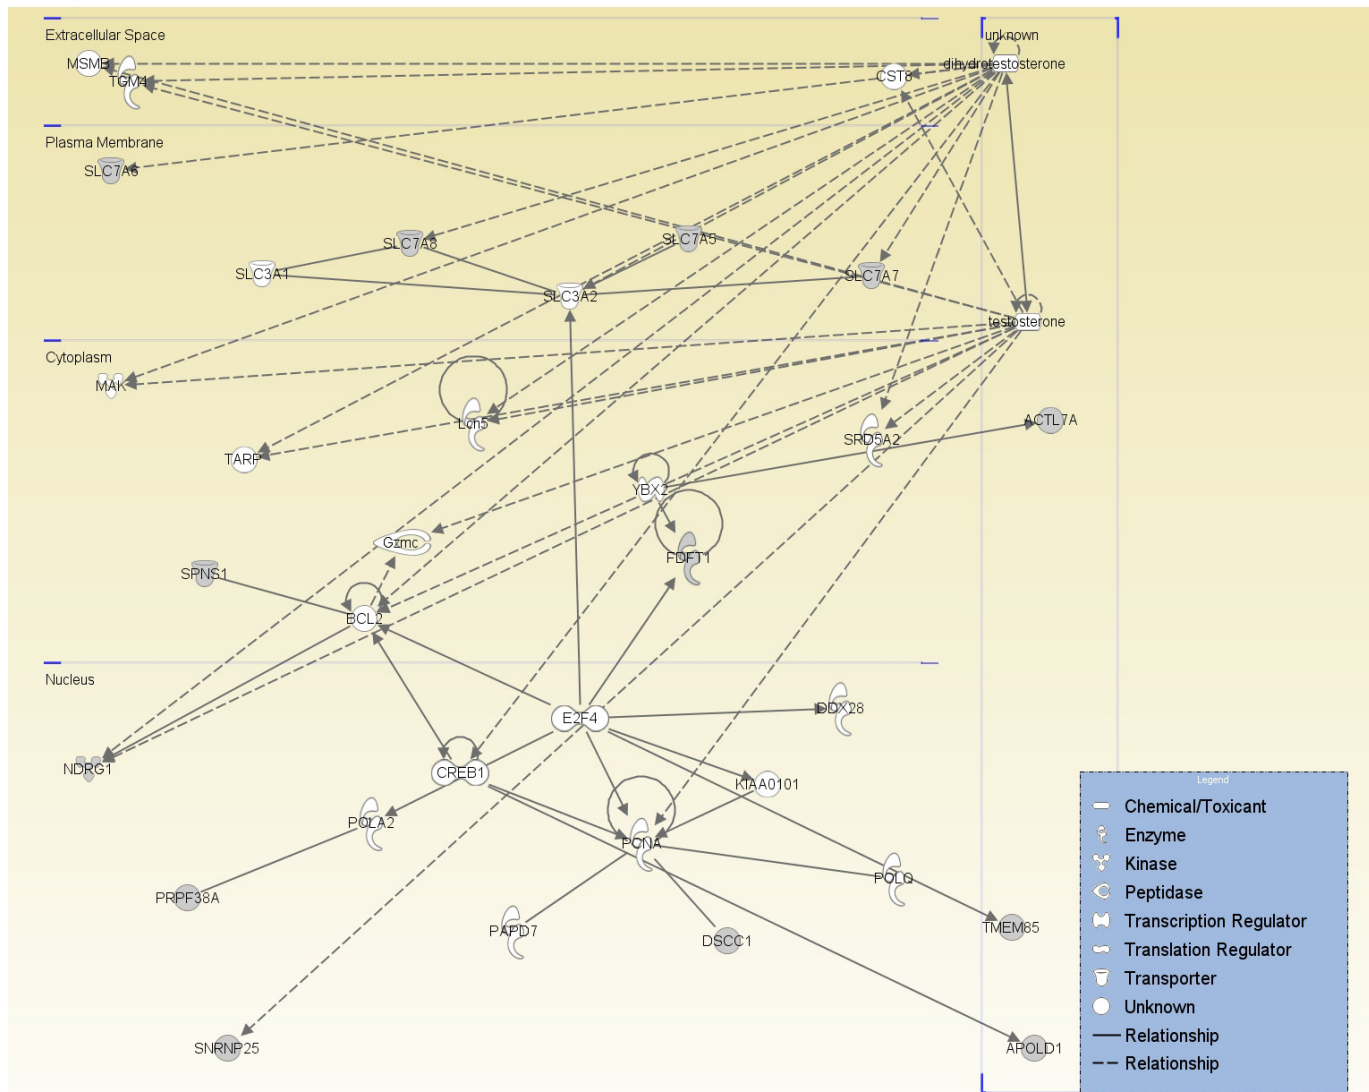 Extracellular Space
unknown
MSMB
dihydrotestosterone
TGM4
CST8
Plasma Membrane
SLC7A6
SLC7A8
SLC7A5
SLC3A1
SLC7A7
SLC3A2
testosterone
Cytoplasm
MAK
Lcn5
ACTL7A
SRD5A2
TARP
YBX2
Gzmc
FDFT1
SPNS1
BCL2
Nucleus
DDX28
E2F4
NDRG1
CREB1
KIAA0101
POLA2
PCNA
POLQ
PRPF38A
PAPD7
DSCC1
TMEM85
SNRNP25
APOLD1
Legend
Chemical/Toxicant
Enzyme
Kinase
Peptidase
Transcription Regulator
Translation Regulator
Transporter
Unknown
Relationship
Relationship